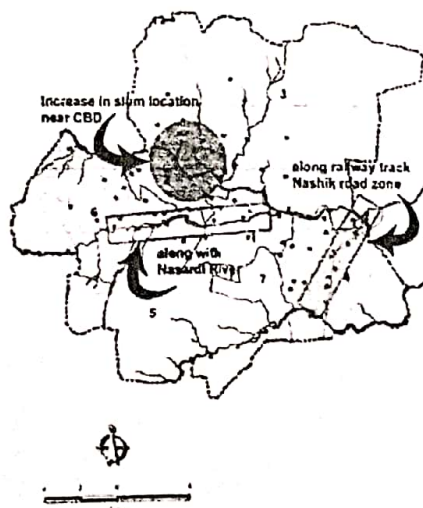 Increase in slum location
near CBD
3
along railway track
Nashik road zone
6
along with
Nasardi River
7
5